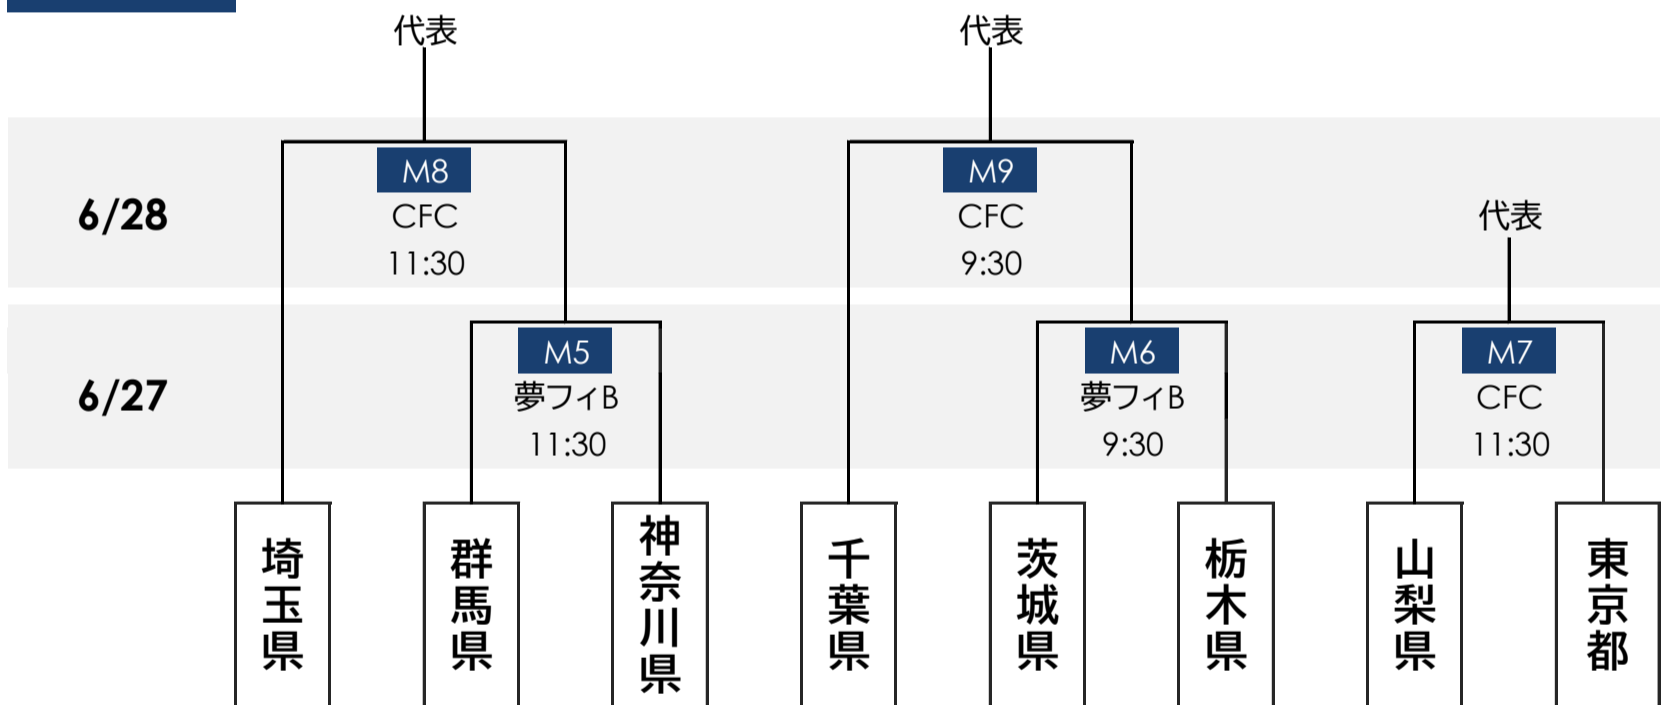 代表
代表
M8
M9
6/28
CFC
CFC
代表
11:30
9:30
M5
M6
M7
6/27
夢フィB
夢フィB
CFC
11:30
9:30
11:30
埼玉県
群馬県
神奈川県
千葉県
茨城県
栃木県
山梨県
東京都